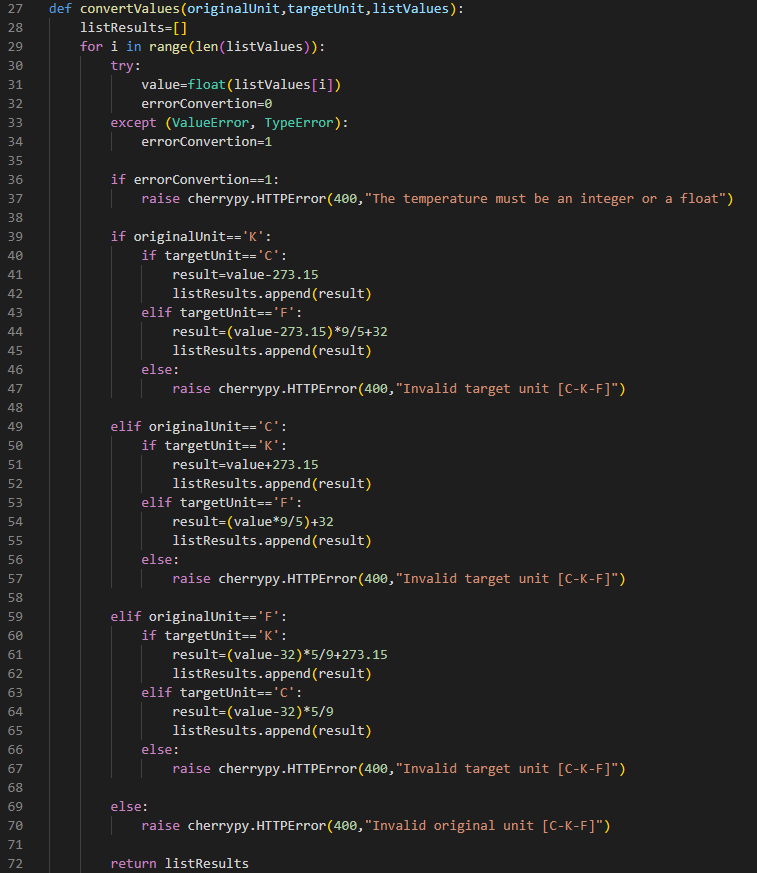 27 def convertValues(originalUnit,targetUnit,listValues):
28     listResults=[]
29     for i in range(len(listValues)):
30         try:
31             value=float(listValues[i])
32             errorConvertion=0
33         except (ValueError, TypeError):
34             errorConvertion=1
35
36         if errorConvertion==1:
37             raise cherrypy.HTTPError(400,"The temperature must be an integer or a float")
38
39         if originalUnit=='K':
40             if targetUnit=='C':
41                 result=value-273.15
42                 listResults.append(result)
43             elif targetUnit=='F':
44                 result=(value-273.15)*9/5+32
45                 listResults.append(result)
46             else:
47                 raise cherrypy.HTTPError(400,"Invalid target unit [C-K-F]")
48
49         elif originalUnit=='C':
50             if targetUnit=='K':
51                 result=value+273.15
52                 listResults.append(result)
53             elif targetUnit=='F':
54                 result=(value*9/5)+32
55                 listResults.append(result)
56             else:
57                 raise cherrypy.HTTPError(400,"Invalid target unit [C-K-F]")
58
59         elif originalUnit=='F':
60             if targetUnit=='K':
61                 result=(value-32)*5/9+273.15
62                 listResults.append(result)
63             elif targetUnit=='C':
64                 result=(value-32)*5/9
65                 listResults.append(result)
66             else:
67                 raise cherrypy.HTTPError(400,"Invalid target unit [C-K-F]")
68
69         else:
70             raise cherrypy.HTTPError(400,"Invalid original unit [C-K-F]")
71
72         return listResults